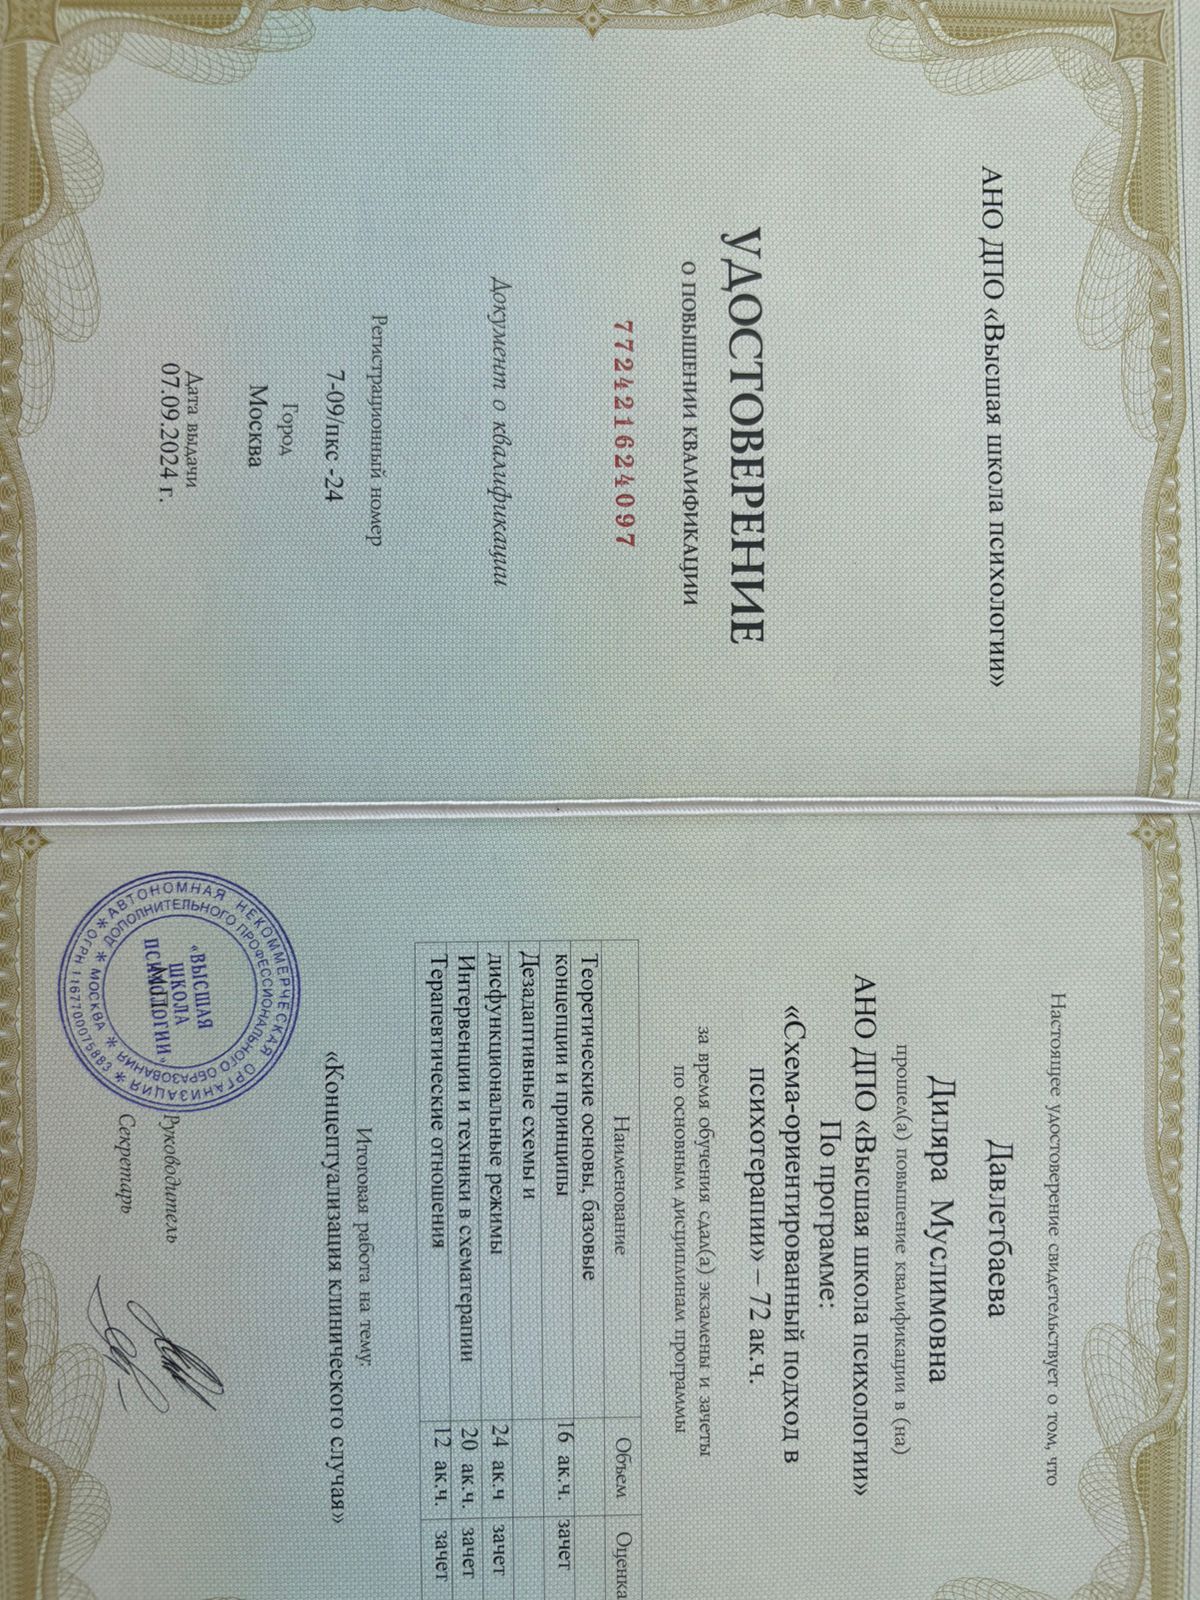 АНО ДПО «Высшая школа психологии»
УДОСТОВЕРЕНИЕ
о повышении квалификации
772421624097
Документ о квалификации
Регистрационный номер
7-09/пкс -24
Город
Москва
Дата выдачи
07.09.2024 г.
Настоящее удостоверение свидетельствует о том, что
Давлетбаева
Диляра Муслимовна
прошел(а) повышение квалификации в (на)
АНО ДПО «Высшая школа психологии»
По программе:
«Схема-ориентированный подход в
психотерапии» – 72 ак.ч.
за время обучения сдал(а) экзамены и зачеты
по основным дисциплинам программы
Наименование Объем Оценка
Теоретические основы, базовые
концепции и принципы 16 ак.ч. зачет
Дезадаптивные схемы и
дисфункциональные режимы 24 ак.ч зачет
Интервенции и техники в схематерапии 20 ак.ч. зачет
Терапевтические отношения 12 ак.ч. зачет
Итоговая работа на тему:
«Концептуализация клинического случая»
Руководитель
Секретарь
АВТОНОМНАЯ НЕКОММЕРЧЕСКАЯ ОРГАНИЗАЦИЯ * ОГРН 1167700075883 *
ДОПОЛНИТЕЛЬНОГО ПРОФЕССИОНАЛЬНОГО ОБРАЗОВАНИЯ * МОСКВА *
«ВЫСШАЯ
ШКОЛА
ПСИХОЛОГИИ»